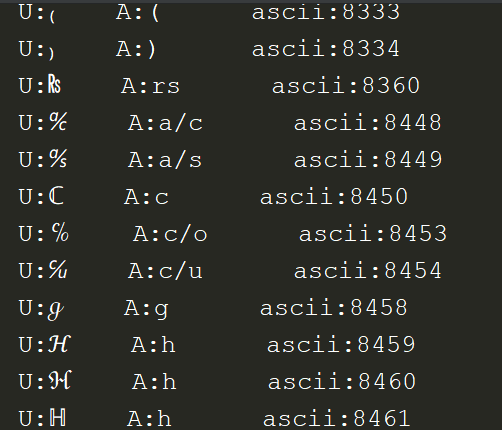 U:₍ A:( ascii:8333
U:₎ A:) ascii:8334
U:₨ A:rs ascii:8360
U:℀ A:a/c ascii:8448
U:℁ A:a/s ascii:8449
U:ℂ A:c ascii:8450
U:℅ A:c/o ascii:8453
U:℆ A:c/u ascii:8454
U:ℊ A:g ascii:8458
U:ℋ A:h ascii:8459
U:ℌ A:h ascii:8460
U:ℍ A:h ascii:8461